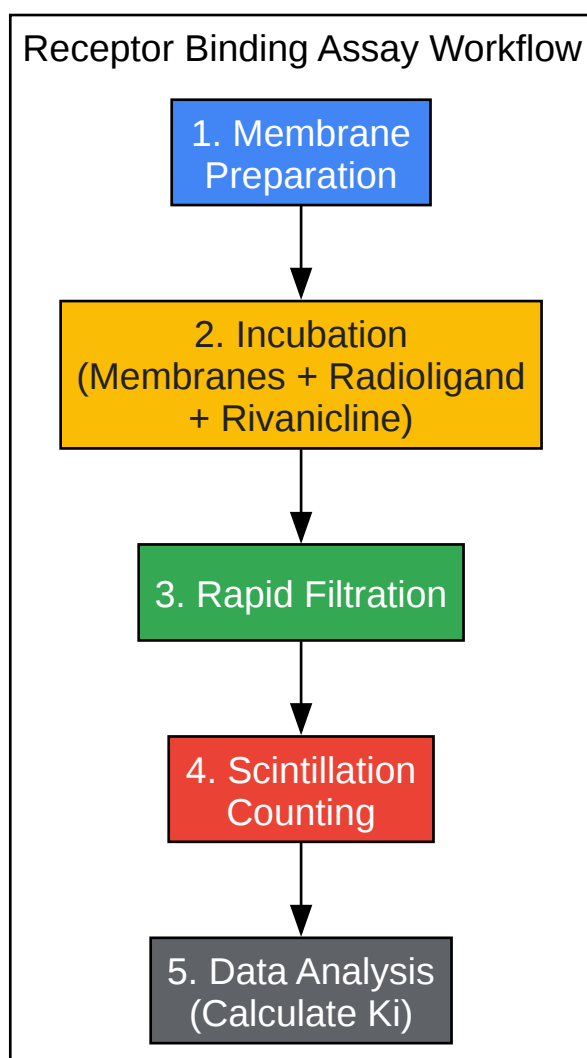 Receptor Binding Assay Workflow
1. Membrane
Preparation
2. Incubation
(Membranes + Radioligand
+ Rivanicline)
3. Rapid Filtration
4. Scintillation
Counting
5. Data Analysis
(Calculate Ki)